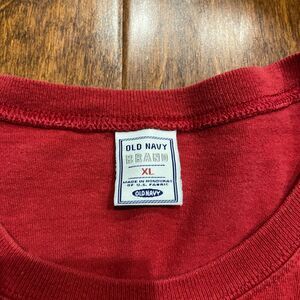 OLD NAVY
BRAND
XL
MADE IN HONDURAS
OF U.S. FABRIC
OLD NAVY